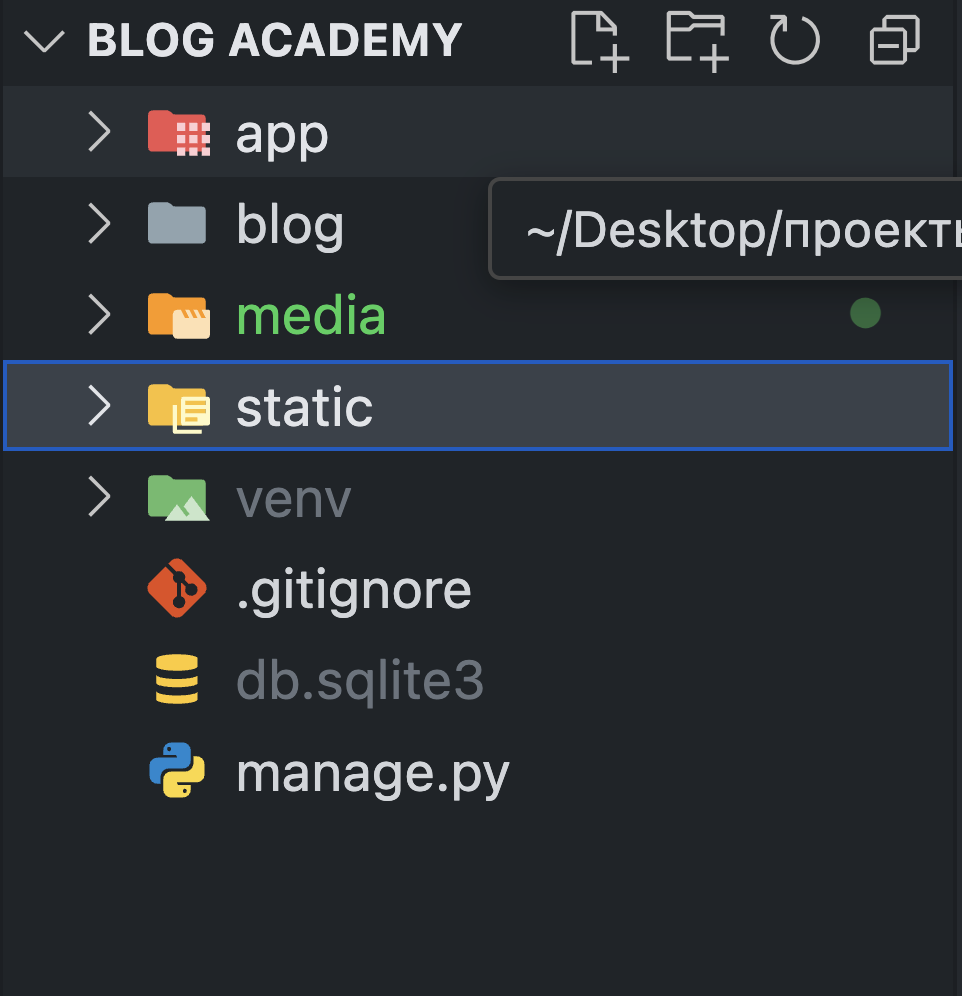 BLOG ACADEMY
app
blog
~/Desktop/проекты
media
static
venv
.gitignore
db.sqlite3
manage.py